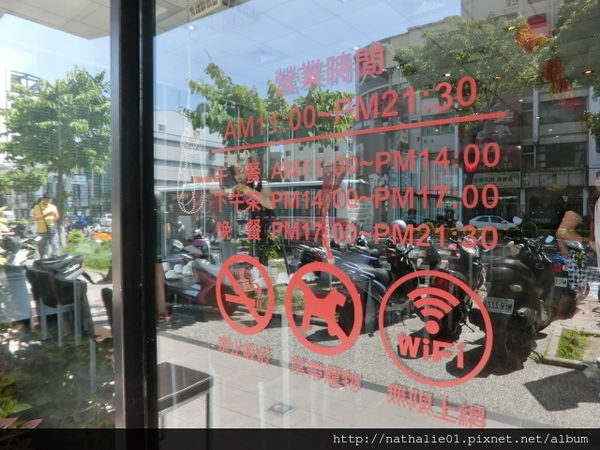 營業時間
AM11:00~PM21:30
午 餐 AM11:00~PM14:00
下午茶 PM14:00~PM17:00
晚 餐 PM17:00~PM21:30
WiFi
禁止吸菸 禁帶寵物 無限上網
http://nathalie01.pixnet.net/album